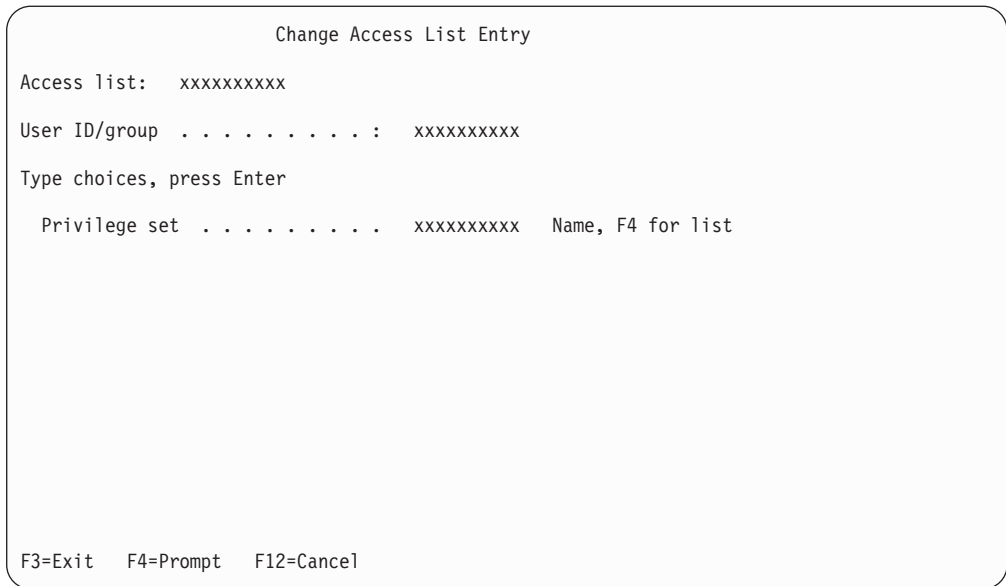 Change Access List Entry
Access list: xxxxxxxxxx
User ID/group . . . . . . . . . : xxxxxxxxxx
Type choices, press Enter
Privilege set . . . . . . . . . xxxxxxxxxx Name, F4 for list
F3=Exit F4=Prompt F12=Cancel